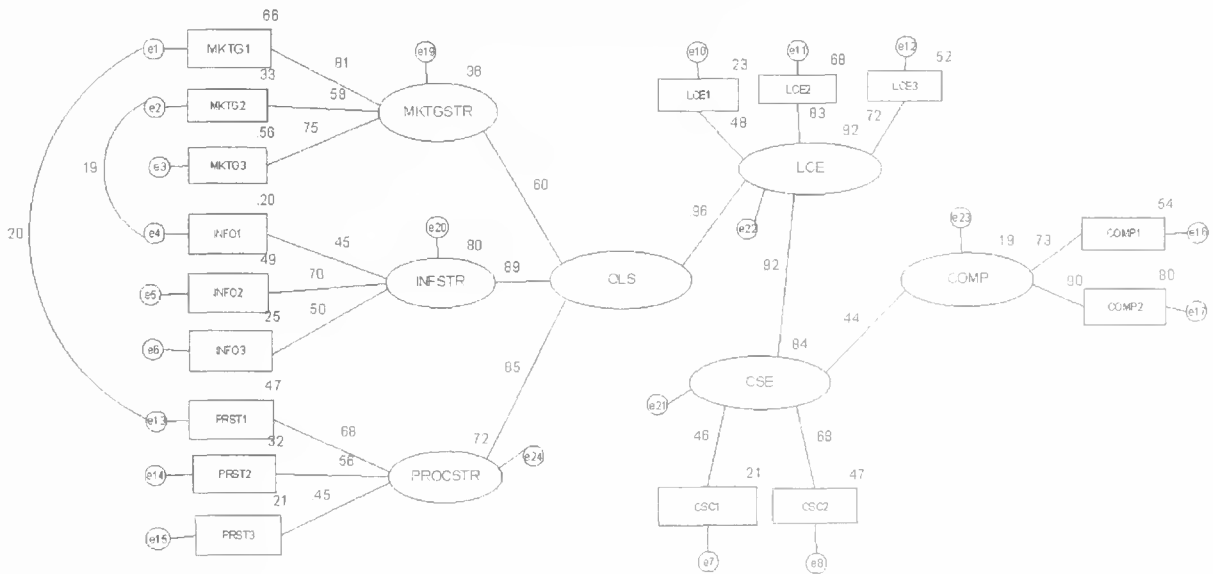 66
e1
MKTG1
81
33
e2
MKTG2
58
.56
e3
MKTG3
75
19
20
e19
38
MKTGSTR
60
.20
e4
INFO1
45
49
e5
INFO2
70
25
e6
INFO3
50
e20
80
INFSTR
89
OLS
47
e13
PRST1
68
32
e14
PRST2
56
21
e15
PRST3
45
72
PROCSTR
e24
85
e10
23
LCE1
48
e11
68
LCE2
83
e12
52
LCE3
72
92
LCE
e22
96
92
84
CSE
e21
44
46
68
21
CSC1
e7
47
CSC2
e8
e23
19
COMP
73
54
COMP1
e16
90
80
COMP2
e17